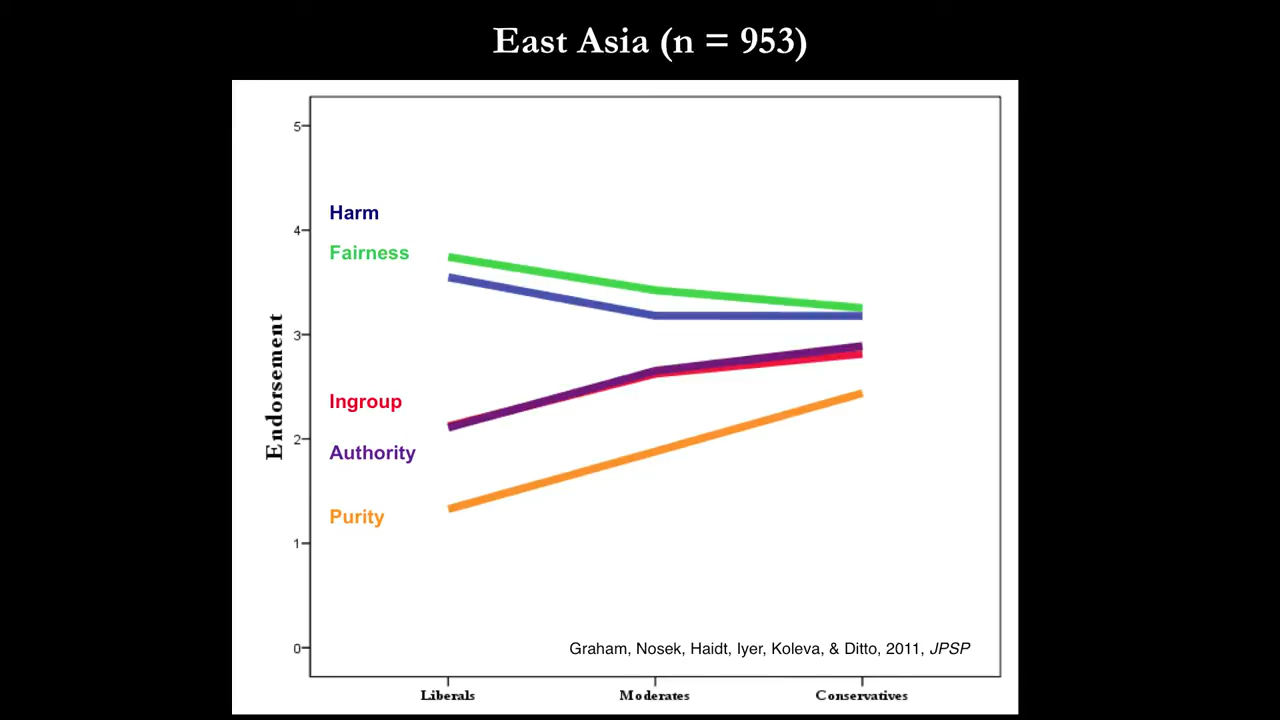 East Asia (n = 953)
5
Harm
4
Fairness
3
Endorsement
Ingroup
2
Authority
Purity
1
0
Graham, Nosek, Haidt, Iyer, Koleva, & Ditto, 2011, JPSP
Liberals Moderates Conservatives